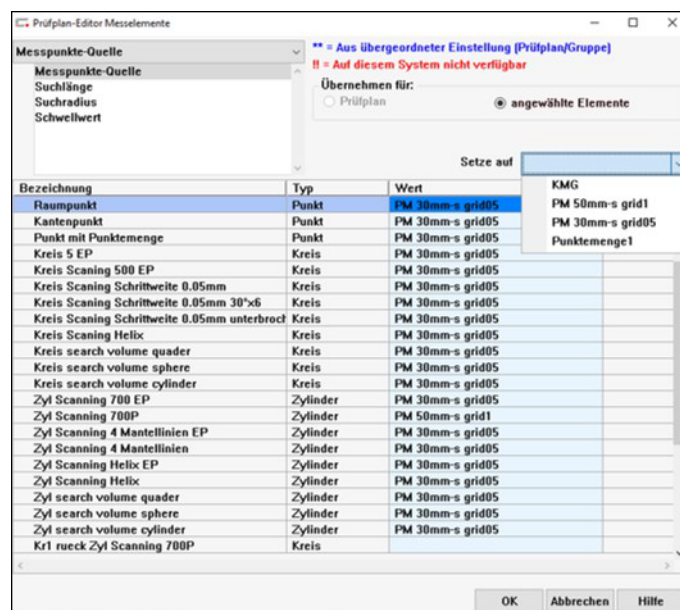 Prüfplan-Editor Messelemente
Messpunkte-Quelle
** = Aus übergeordneter Einstellung (Prüfplan/Gruppe)
!! = Auf diesem System nicht verfügbar
Messpunkte-Quelle
Suchlänge
Suchradius
Schwellwert
Übernehmen für:
Prüfplan
angewählte Elemente
Setze auf
KMG
PM 50mm-s grid1
PM 30mm-s grid05
Punktemenge1
Bezeichnung Typ Wert
Raumpunkt Punkt PM 30mm-s grid05
Kantenpunkt Punkt PM 30mm-s grid05
Punkt mit Punktemenge Punkt PM 30mm-s grid05
Kreis 5 EP Kreis PM 30mm-s grid05
Kreis Scaning 500 EP Kreis PM 30mm-s grid05
Kreis Scaning Schrittweite 0.05mm Kreis PM 30mm-s grid05
Kreis Scaning Schrittweite 0.05mm 30°x6 Kreis PM 30mm-s grid05
Kreis Scaning Schrittweite 0.05mm unterbroch Kreis PM 30mm-s grid05
Kreis Scaning Helix Kreis PM 30mm-s grid05
Kreis search volume quader Kreis PM 30mm-s grid05
Kreis search volume sphere Kreis PM 30mm-s grid05
Kreis search volume cylinder Kreis PM 30mm-s grid05
Zyl Scanning 700 EP Zylinder PM 30mm-s grid05
Zyl Scanning 700P Zylinder PM 50mm-s grid1
Zyl Scanning 4 Mantellinien EP Zylinder PM 30mm-s grid05
Zyl Scanning 4 Mantellinien Zylinder PM 30mm-s grid05
Zyl Scanning Helix EP Zylinder PM 30mm-s grid05
Zyl Scanning Helix Zylinder PM 30mm-s grid05
Zyl search volume quader Zylinder PM 30mm-s grid05
Zyl search volume sphere Zylinder PM 30mm-s grid05
Zyl search volume cylinder Zylinder PM 30mm-s grid05
Kr1 rueck Zyl Scanning 700P Kreis
OK Abbrechen Hilfe